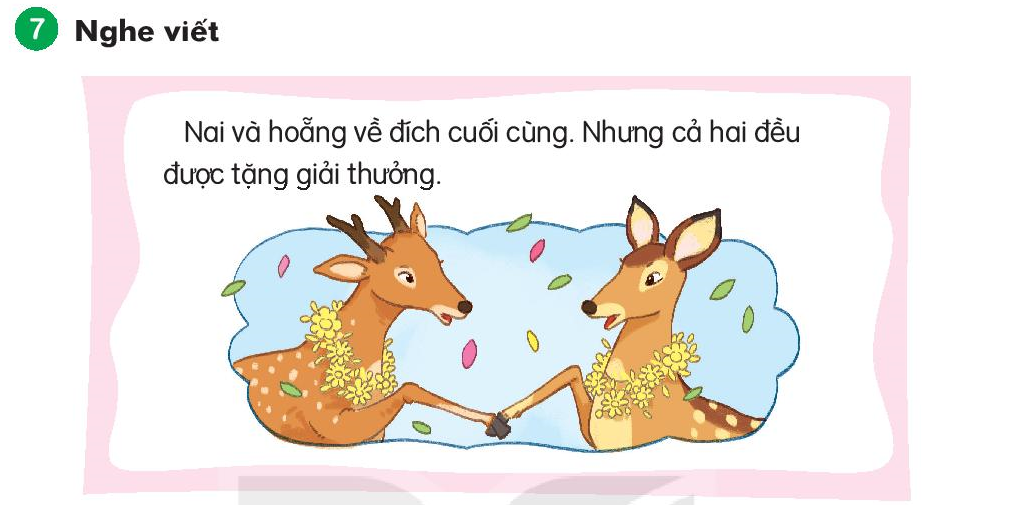 7 Nghe viết
Nai và hoẵng về đích cuối cùng. Nhưng cả hai đều
được tặng giải thưởng.